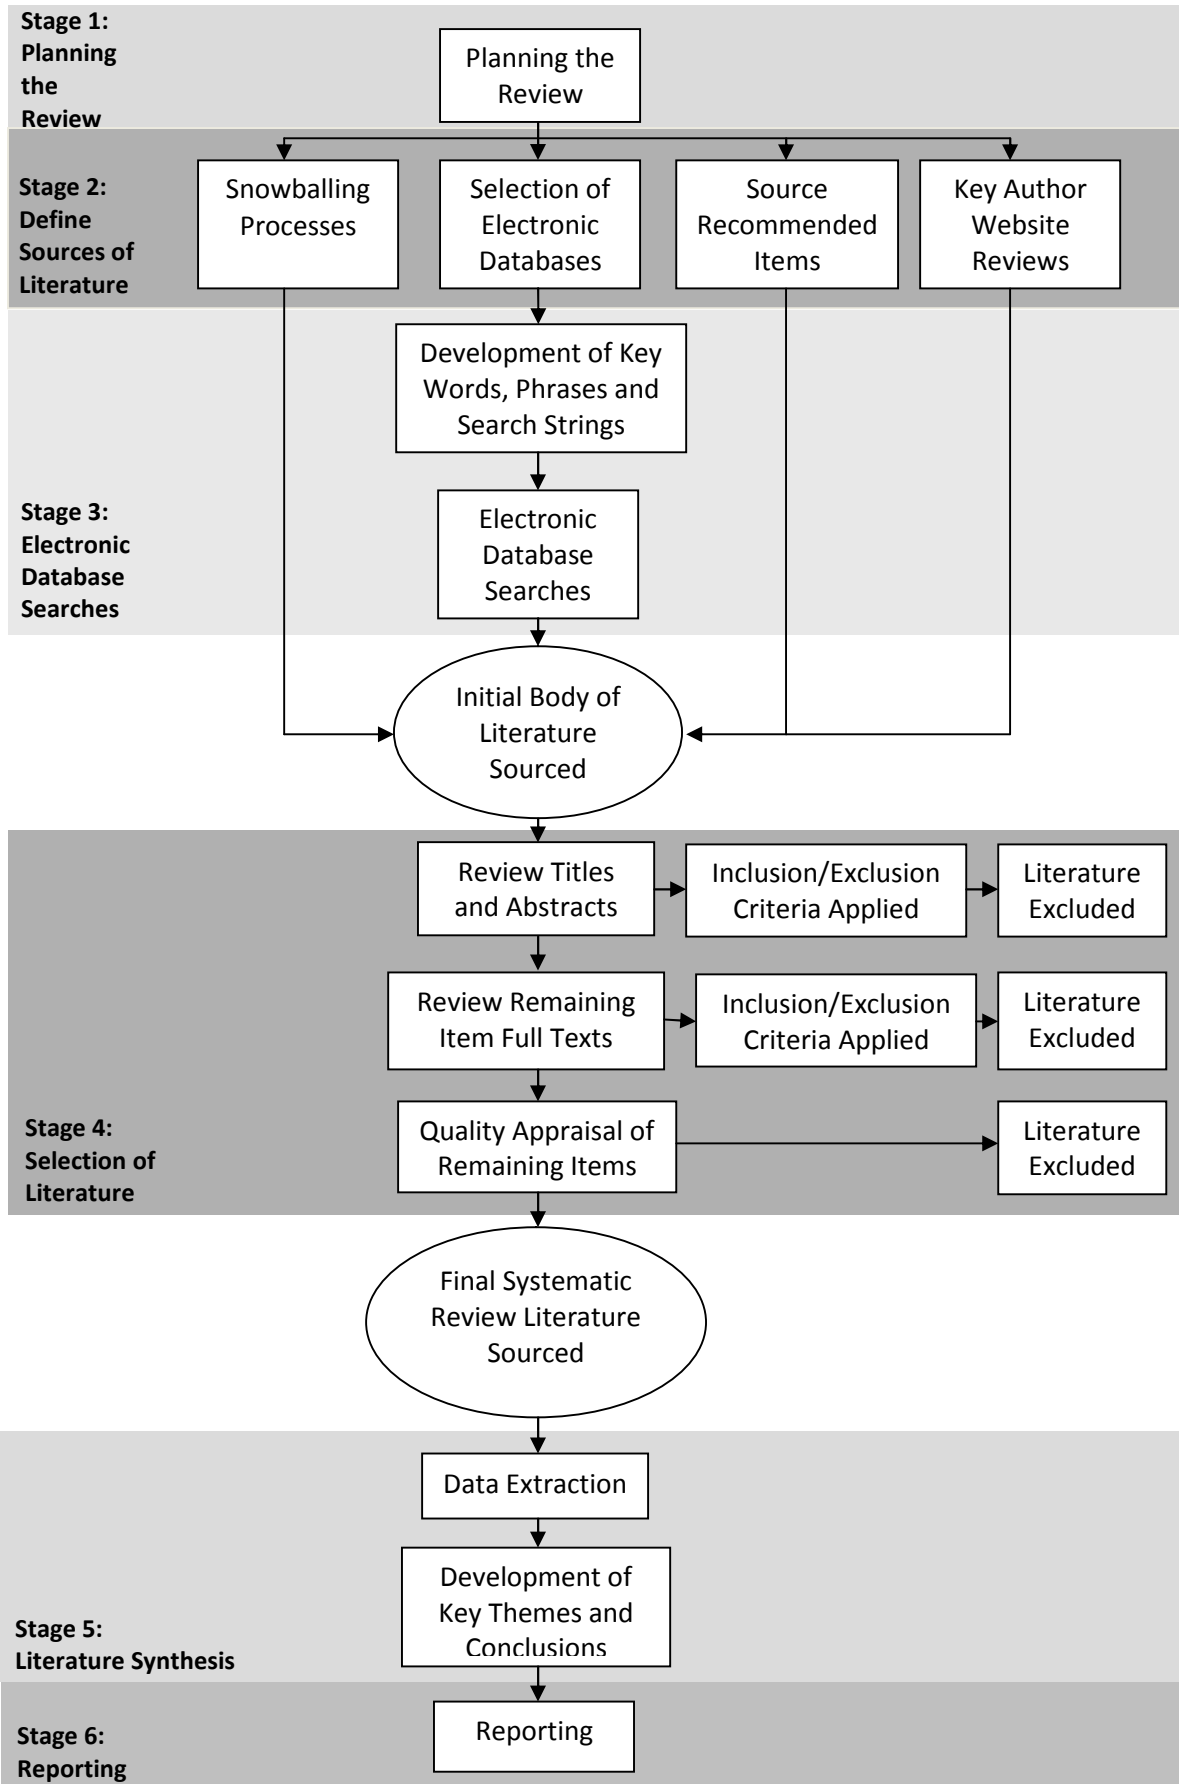 Stage 1:
Planning
the
Review
Planning the
Review
Stage 2:
Define
Sources of
Literature
Snowballing
Processes
Selection of
Electronic
Databases
Source
Recommended
Items
Key Author
Website
Reviews
Development of Key
Words, Phrases and
Search Strings
Stage 3:
Electronic
Database
Searches
Electronic
Database
Searches
Initial Body of
Literature
Sourced
Review Titles
and Abstracts
Inclusion/Exclusion
Criteria Applied
Literature
Excluded
Review Remaining
Item Full Texts
Inclusion/Exclusion
Criteria Applied
Literature
Excluded
Stage 4:
Selection of
Literature
Quality Appraisal of
Remaining Items
Literature
Excluded
Final Systematic
Review Literature
Sourced
Data Extraction
Development of
Key Themes and
Conclusions
Stage 5:
Literature Synthesis
Stage 6:
Reporting
Reporting